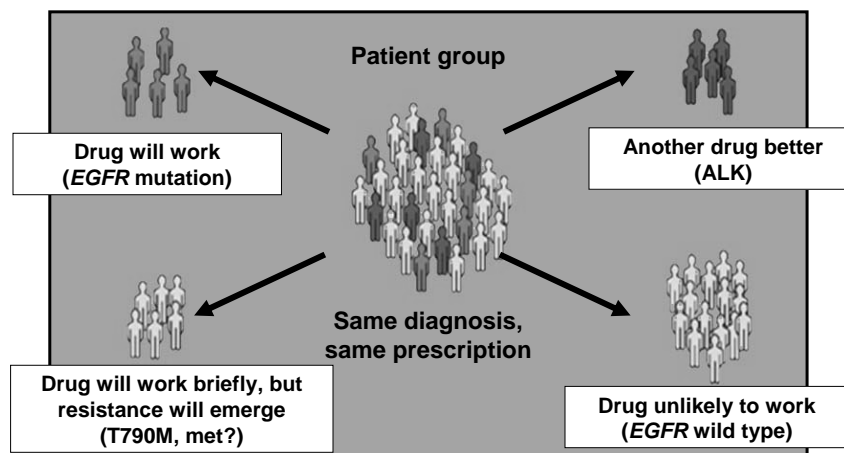 Patient group
Drug will work
(EGFR mutation)
Another drug better
(ALK)
Same diagnosis,
same prescription
Drug will work briefly, but
resistance will emerge
(T790M, met?)
Drug unlikely to work
(EGFR wild type)